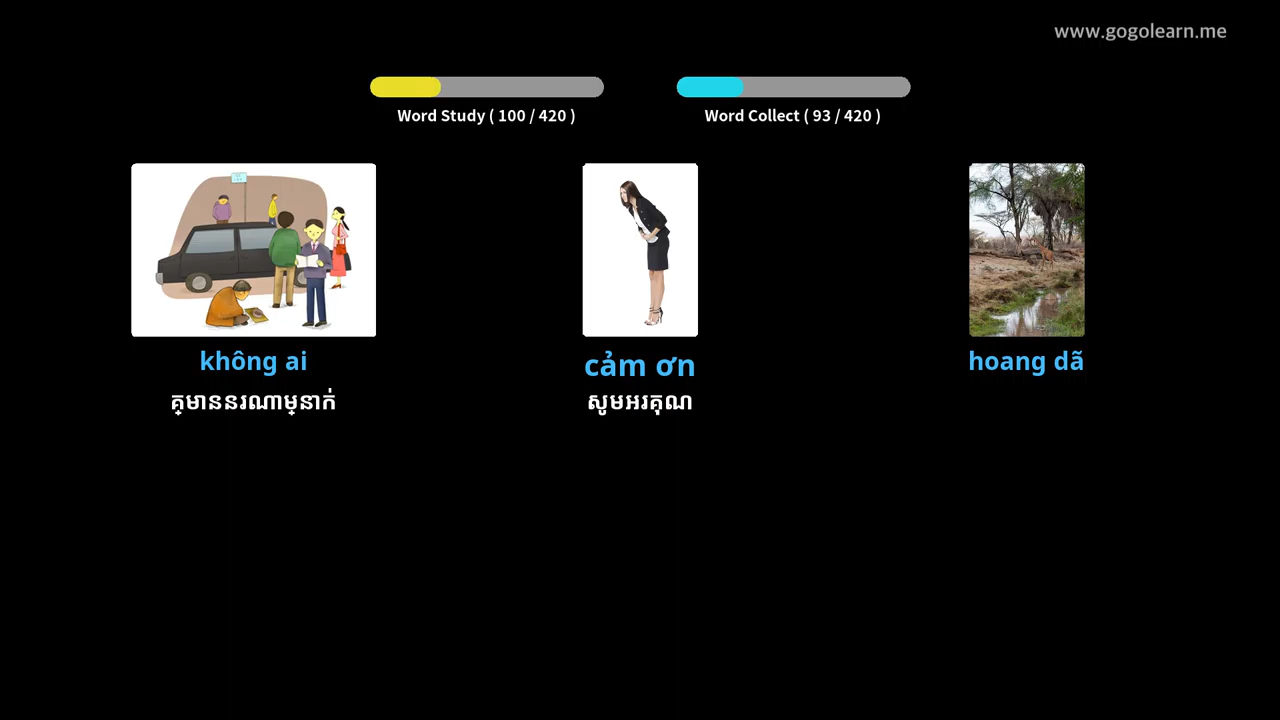 www.gogolearn.me
Word Study ( 100 / 420 )
Word Collect ( 93 / 420 )
không ai
គ្មាននរណាម្នាក់
cảm ơn
សូមអរគុណ
hoang dã